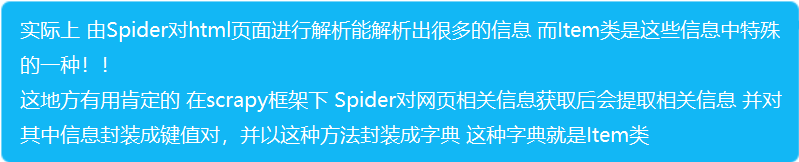 实际上 由Spider对html页面进行解析能解析出很多的信息 而Item类是这些信息中特殊
的一种！！
这地方有用肯定的 在scrapy框架下 Spider对网页相关信息获取后会提取相关信息 并对
其中信息封装成键值对，并以这种方法封装成字典 这种字典就是Item类